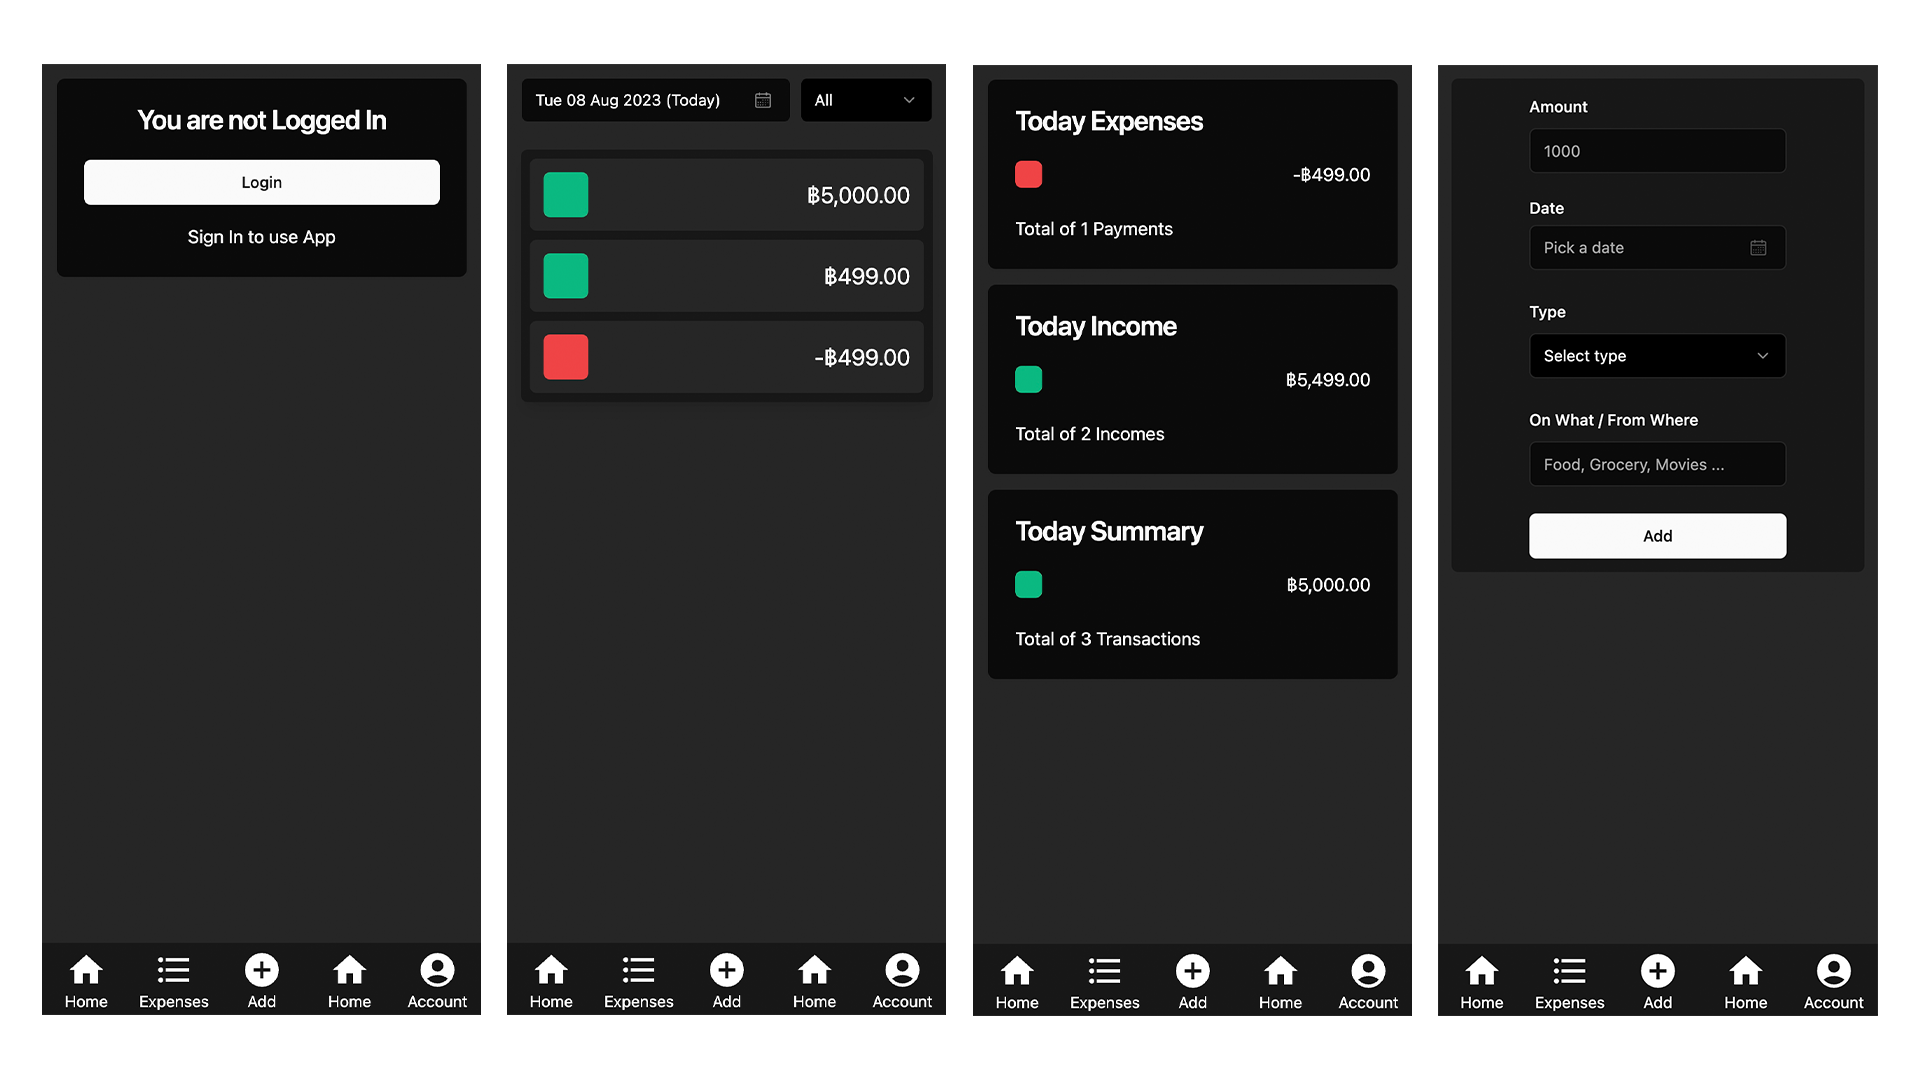 You are not Logged In
Login
Sign In to use App
Home Expenses Add Home Account
Tue 08 Aug 2023 (Today) All
฿5,000.00
฿499.00
-฿499.00
Home Expenses Add Home Account
Today Expenses
-฿499.00
Total of 1 Payments
Today Income
฿5,499.00
Total of 2 Incomes
Today Summary
฿5,000.00
Total of 3 Transactions
Home Expenses Add Home Account
Amount
1000
Date
Pick a date
Type
Select type
On What / From Where
Food, Grocery, Movies ...
Add
Home Expenses Add Home Account